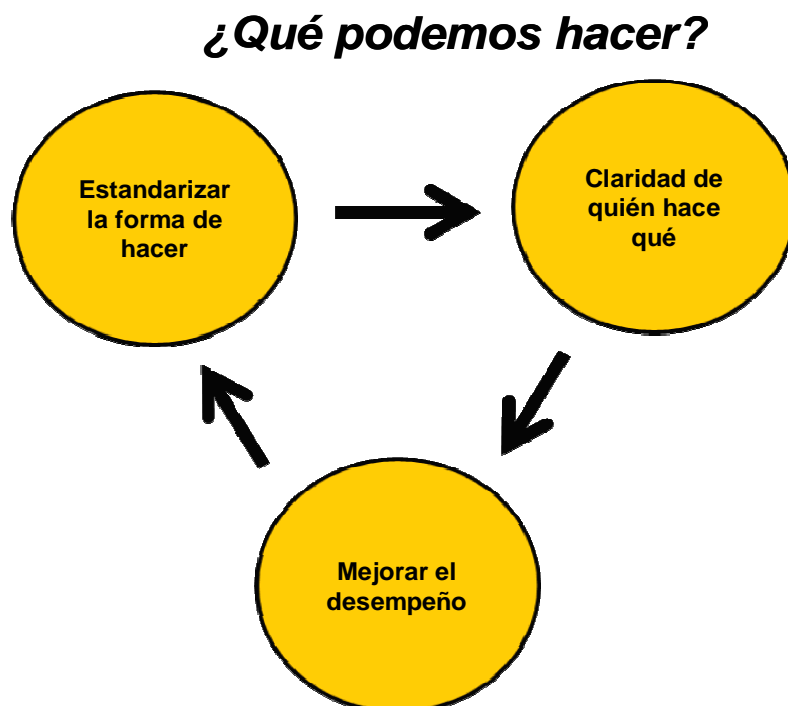 ¿Qué podemos hacer?
Estandarizar
la forma de
hacer
Claridad de
quién hace
qué
Mejorar el
desempeño